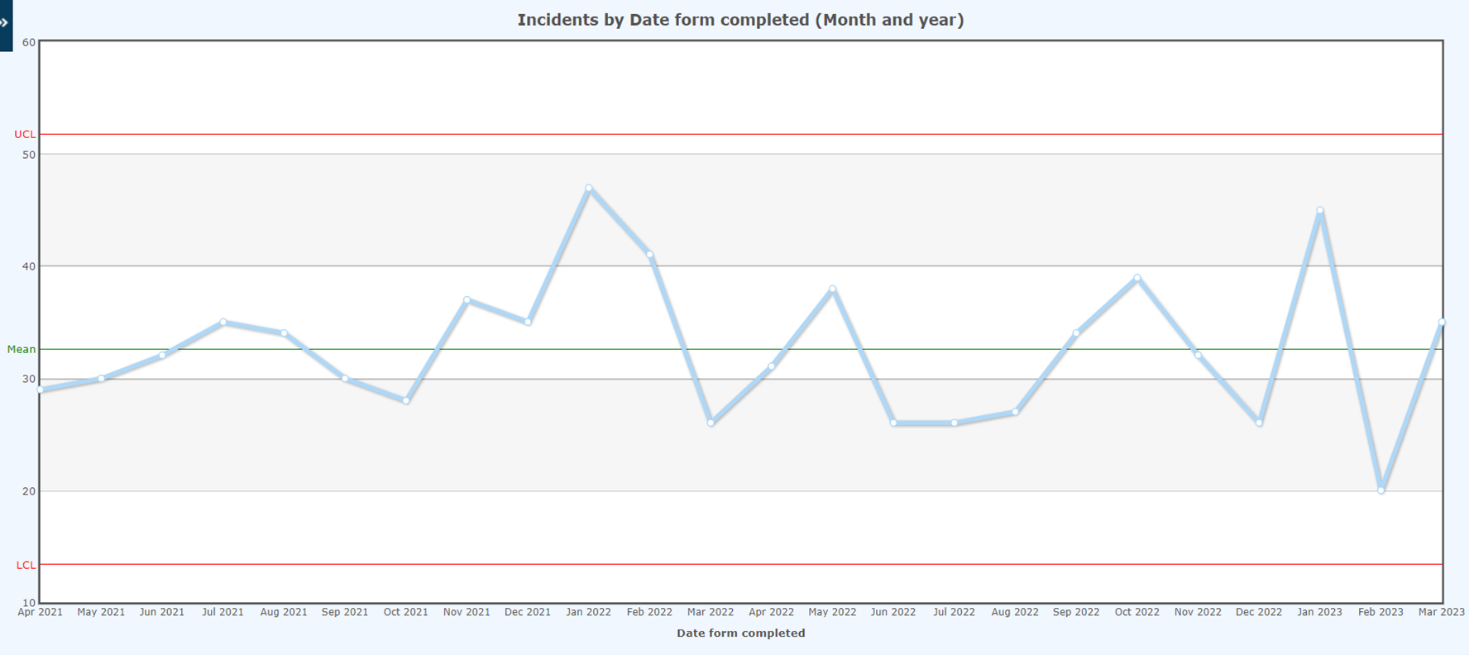 »
Incidents by Date form completed (Month and year)
60
UCL
50
40
Mean
30
20
LCL
10
Apr 2021 May 2021 Jun 2021 Jul 2021 Aug 2021 Sep 2021 Oct 2021 Nov 2021 Dec 2021 Jan 2022 Feb 2022 Mar 2022 Apr 2022 May 2022 Jun 2022 Jul 2022 Aug 2022 Sep 2022 Oct 2022 Nov 2022 Dec 2022 Jan 2023 Feb 2023 Mar 2023
Date form completed